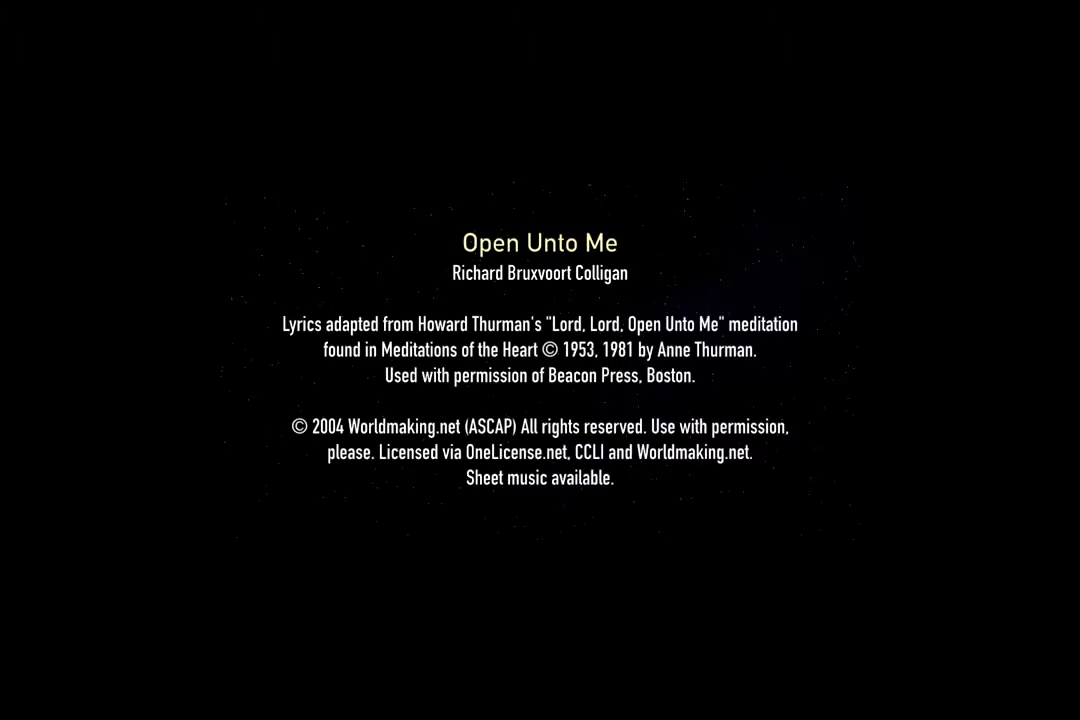 Open Unto Me
Richard Bruxvoort Colligan
Lyrics adapted from Howard Thurman's "Lord, Lord, Open Unto Me" meditation
found in Meditations of the Heart © 1953, 1981 by Anne Thurman.
Used with permission of Beacon Press, Boston.
© 2004 Worldmaking.net (ASCAP) All rights reserved. Use with permission,
please. Licensed via OneLicense.net, CCLI and Worldmaking.net.
Sheet music available.